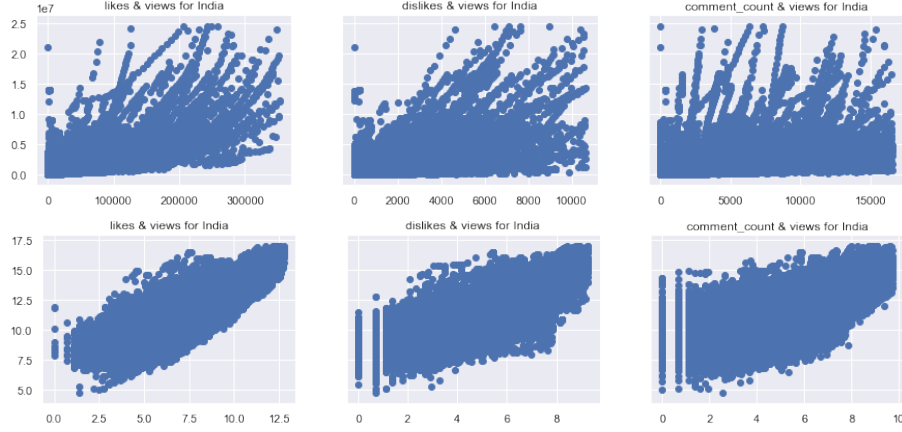 likes & views for India dislikes & views for India comment_count & views for India
1e7
2.5
2.0
1.5
1.0
0.5
0.0
0 100000 200000 300000 0 2000 4000 6000 8000 10000 0 5000 10000 15000
likes & views for India dislikes & views for India comment_count & views for India
17.5
15.0
12.5
10.0
7.5
5.0
0.0 2.5 5.0 7.5 10.0 12.5 0 2 4 6 8 0 2 4 6 8 10